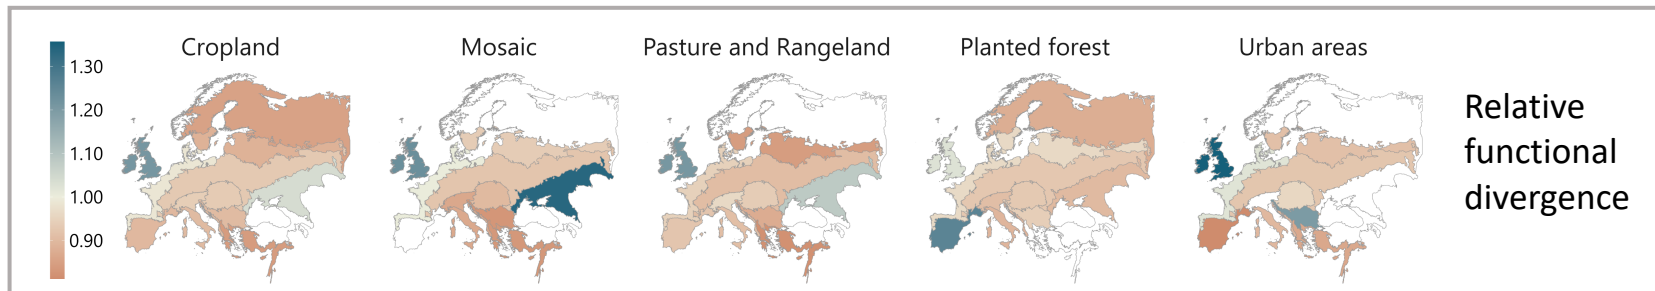 Cropland
Mosaic
Pasture and Rangeland
Planted forest
Urban areas
1.30
1.20
1.10
1.00
0.90
Relative
functional
divergence